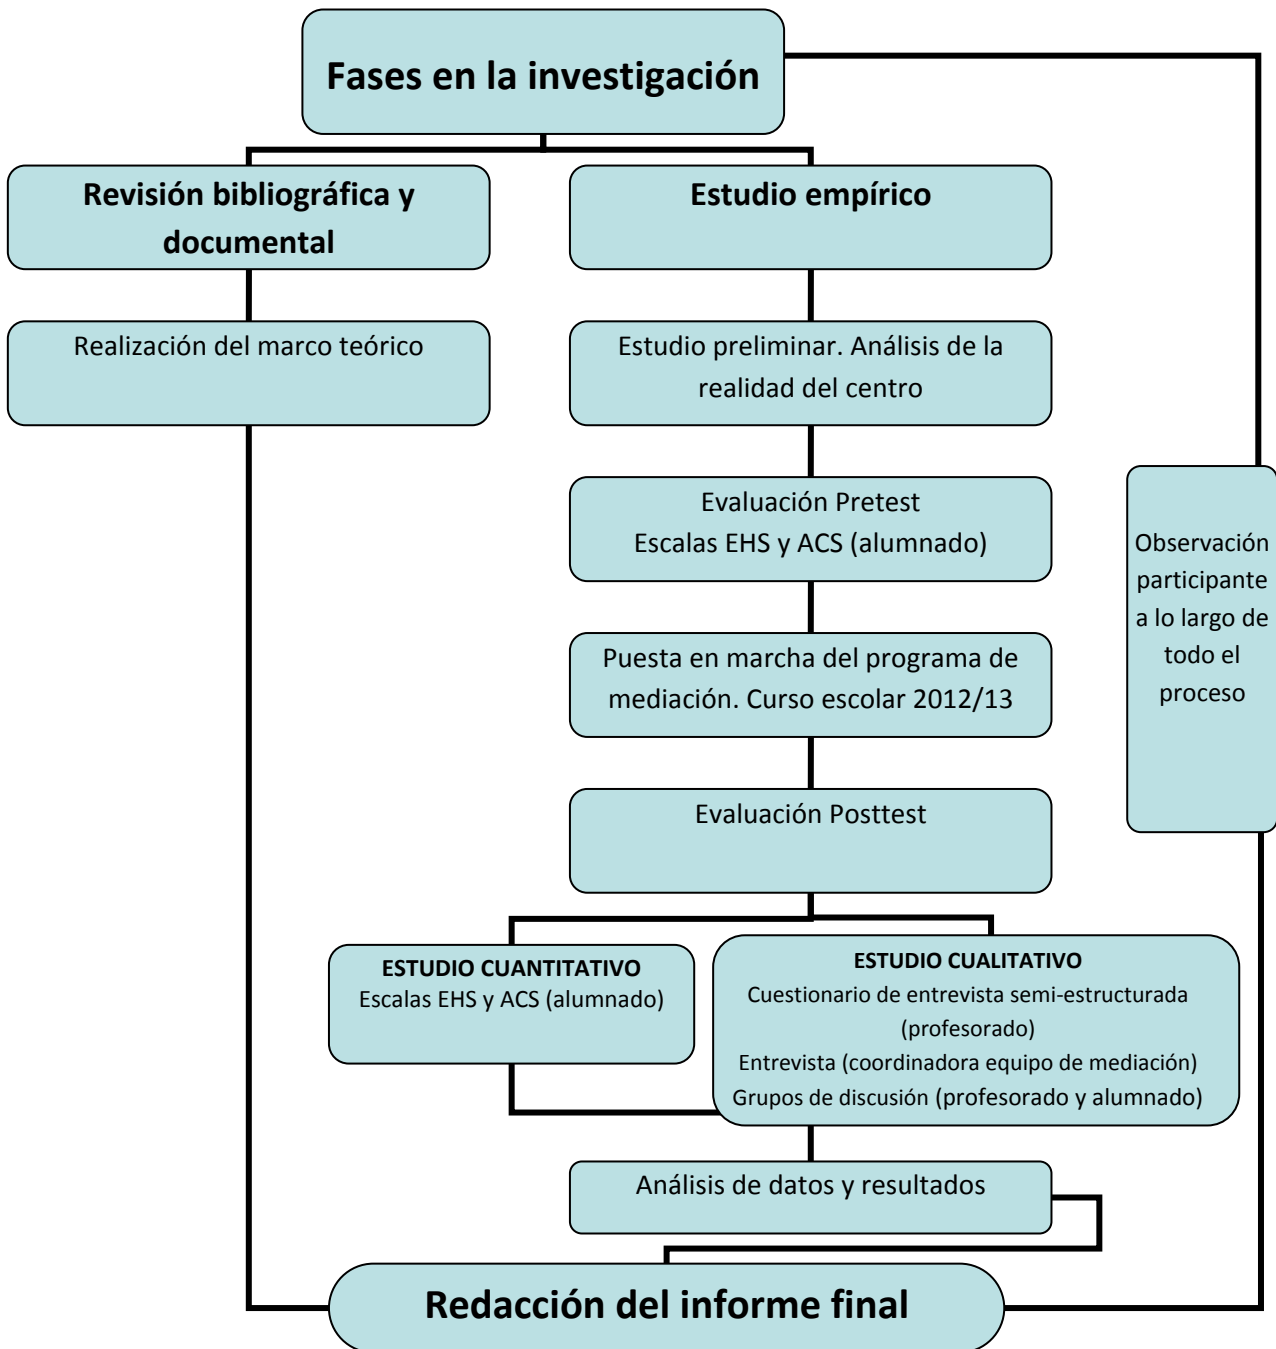 Fases en la investigación
Revisión bibliográfica y
documental
Estudio empírico
Realización del marco teórico
Estudio preliminar. Análisis de la
realidad del centro
Evaluación Pretest
Escalas EHS y ACS (alumnado)
Observación
participante
a lo largo de
todo el
proceso
Puesta en marcha del programa de
mediación. Curso escolar 2012/13
Evaluación Posttest
ESTUDIO CUANTITATIVO
Escalas EHS y ACS (alumnado)
ESTUDIO CUALITATIVO
Cuestionario de entrevista semi-estructurada
(profesorado)
Entrevista (coordinadora equipo de mediación)
Grupos de discusión (profesorado y alumnado)
Análisis de datos y resultados
Redacción del informe final